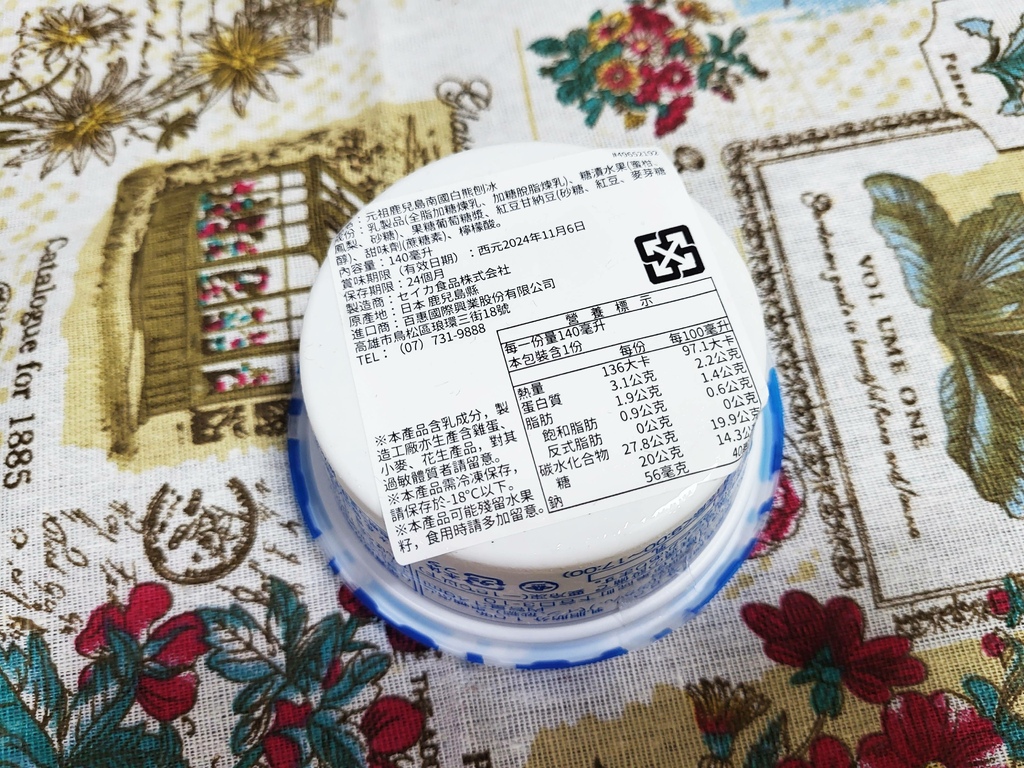 #49652192
元祖鹿兒島南國白熊刨冰
乳製品(全脂加糖煉乳、加糖脫脂煉乳)、糖漬水果(蜜柑、
鳳梨、砂糖)、果糖葡萄糖漿、紅豆甘納豆(砂糖、紅豆、麥芽糖
醇)、甜味劑(蔗糖素)、檸檬酸。
內容量：140毫升
賞味期限（有效日期）：西元2024年11月6日
保存期限：24個月
製造商：セイカ食品株式会社
原產地：日本 鹿兒島縣
進口商：百惠國際興業股份有限公司
高雄市鳥松區琅環三街18號
TEL：（07）731-9888
營養標示
每一份量140毫升
本包裝含1份
每份 每100毫升
熱量 136大卡 97.1大卡
蛋白質 3.1公克 2.2公克
脂肪 1.9公克 1.4公克
飽和脂肪 0.9公克 0.6公克
反式脂肪 0公克 0公克
碳水化合物 27.8公克 19.9公克
糖 20公克 14.3公
鈉 56毫克 40
※本產品含乳成分，製
造工廠亦生產含雞蛋、
小麥、花生產品，對其
過敏體質者請留意。
※本產品需冷凍保存，
請保存於-18°C以下。
※本產品可能殘留水果
籽，食用時請多加留意。
Catalogue for 1885
VOLUME ONE
Peance